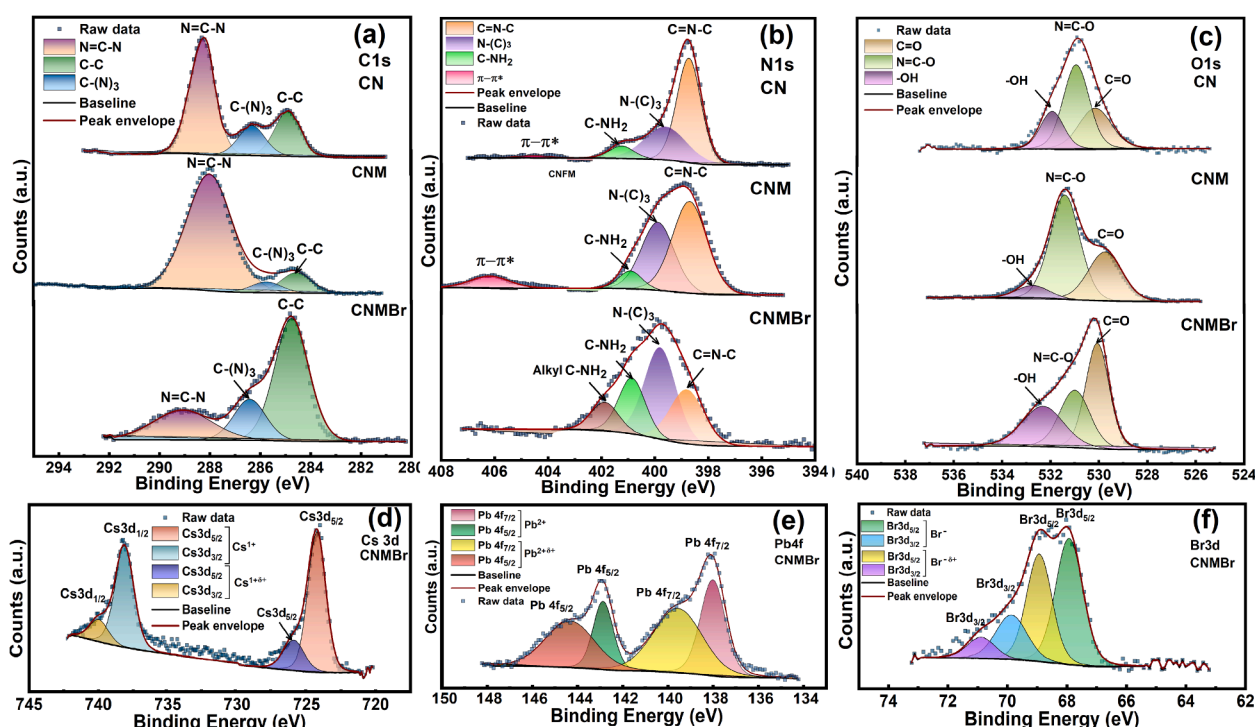 Raw data
N=C-N
C-C
C-(N)3
Baseline
Peak envelope
N=C-N
(a)
C1s
CN
C-(N)3
C-C
N=C-N
CNM
C-(N)3
C-C
C-C
CNMBr
C-(N)3
N=C-N
Counts (a.u.)
294 292 290 288 286 284 282 280
Binding Energy (eV)
C=N-C
N-(C)3
C-NH2
π−π*
Peak envelope
Baseline
Raw data
C=N-C
(b)
N1s
CN
N-(C)3
C-NH2
π−π*
CNFM
C=N-C
CNM
N-(C)3
C-NH2
π−π*
N-(C)3
CNMBr
C-NH2
Alkyl C-NH2
C=N-C
Counts (a.u.)
408 406 404 402 400 398 396 394
Binding Energy (eV)
Raw data
C=O
N=C-O
-OH
Baseline
Peak envelope
N=C-O
(c)
O1s
CN
-OH
C=O
N=C-O
CNM
C=O
-OH
CNMBr
C=O
N=C-O
-OH
Counts (a.u.)
540 538 536 534 532 530 528 526 524
Binding Energy (eV)
Raw data
Cs3d5/2
Cs3d3/2
Cs1+
Cs3d5/2
Cs3d3/2
Cs1+δ+
Baseline
Peak envelope
(d)
Cs 3d
CNMBr
Cs3d1/2
Cs3d1/2
Cs3d5/2
Cs3d5/2
Counts (a.u.)
745 740 735 730 725 720
Binding Energy (eV)
Pb 4f7/2
Pb 4f5/2
Pb2+
Pb 4f7/2
Pb 4f5/2
Pb2+δ+
Baseline
Peak envelope
Raw data
(e)
Pb4f
CNMBr
Pb 4f7/2
Pb 4f5/2
Pb 4f7/2
Pb 4f5/2
Counts (a.u.)
150 148 146 144 142 140 138 136 134
Binding Energy (eV)
Raw data
Br3d5/2
Br3d3/2
Br-
Br3d5/2
Br3d3/2
Br-δ+
Baseline
Peak envelope
(f)
Br3d
CNMBr
Br3d5/2
Br3d5/2
Br3d3/2
Br3d3/2
Counts (a.u.)
74 72 70 68 66 64 62
Binding Energy (eV)